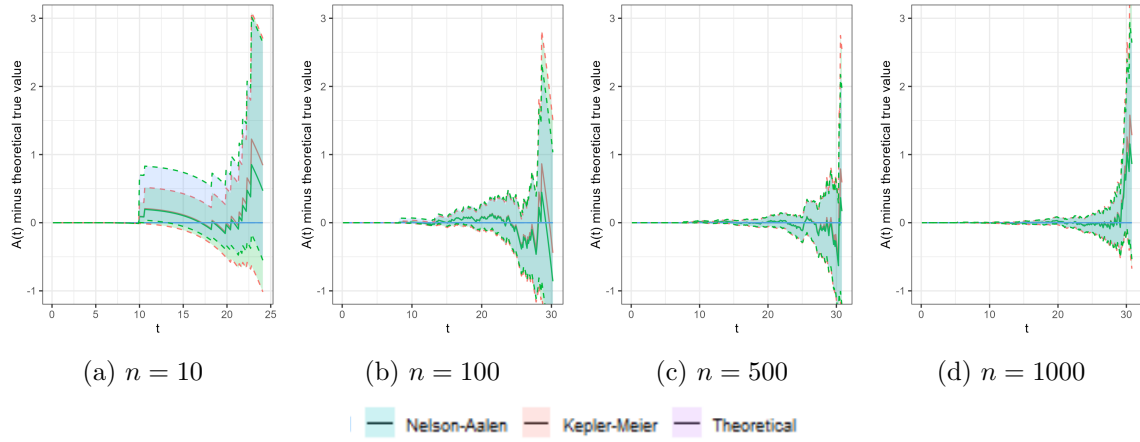 A(t) minus theoretical true value
3
2
1
0
-1
0 5 10 15 20 25
t
(a) n = 10
A(t) minus theoretical true value
3
2
1
0
-1
0 10 20 30
t
(b) n = 100
A(t) minus theoretical true value
3
2
1
0
-1
0 10 20 30
t
(c) n = 500
A(t) minus theoretical true value
3
2
1
0
-1
0 10 20 30
t
(d) n = 1000
Nelson-Aalen Kepler-Meier Theoretical